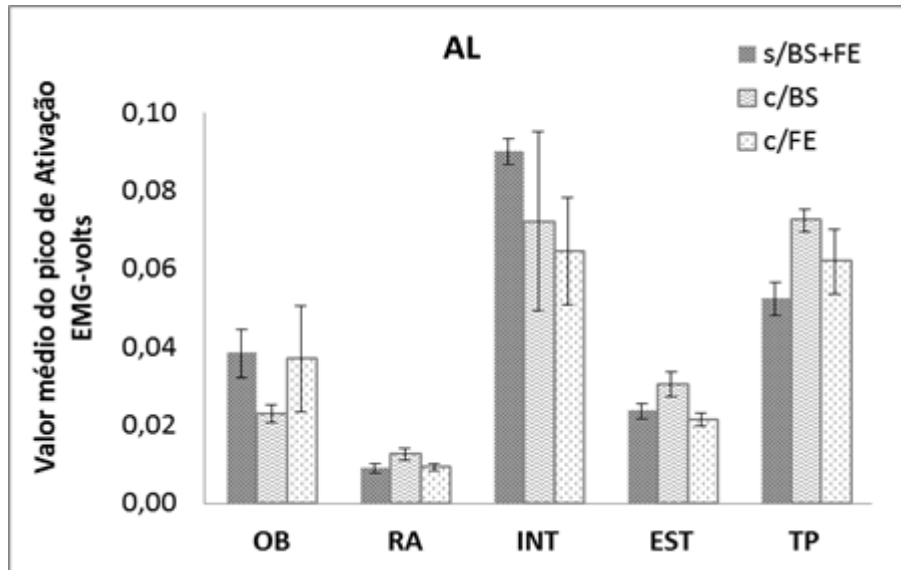 AL
s/BS+FE
c/BS
c/FE
Valor médio do pico de Ativação
EMG-volts
0,10
0,08
0,06
0,04
0,02
0,00
OB RA INT EST TP